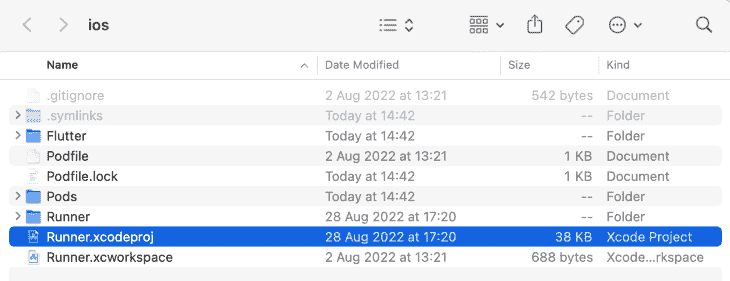 ios
Name Date Modified Size Kind
.gitignore 2 Aug 2022 at 13:21 542 bytes Document
.symlinks Today at 14:42 -- Folder
Flutter Today at 14:42 -- Folder
Podfile 2 Aug 2022 at 13:21 1 KB Document
Podfile.lock Today at 14:42 1 KB Document
Pods Today at 14:42 -- Folder
Runner 28 Aug 2022 at 17:20 -- Folder
Runner.xcodeproj 28 Aug 2022 at 17:20 38 KB Xcode Project
Runner.xcworkspace 2 Aug 2022 at 13:21 688 bytes Xcode...rkspace